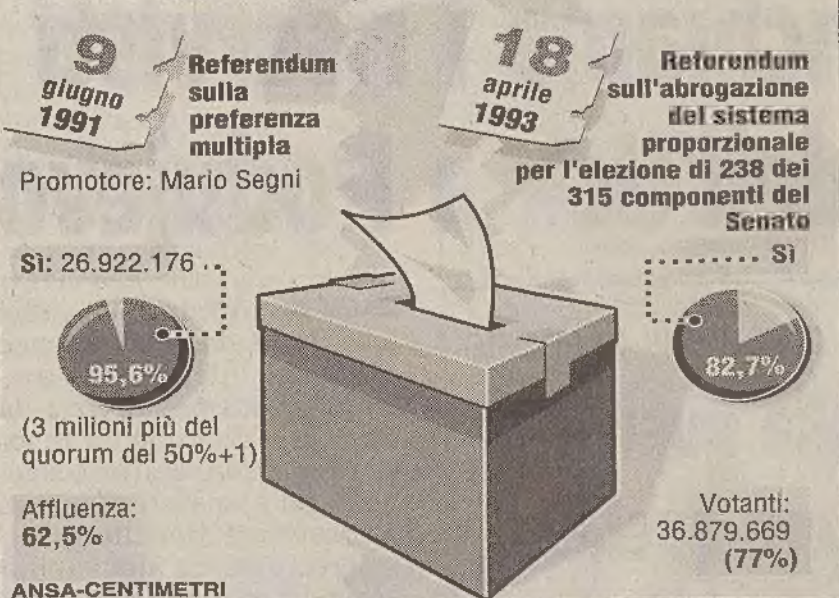 9
giugno
1991
Referendum
sulla
preferenza
multipla
Promotore: Mario Segni
Sì: 26.922.176
95,6%
(3 milioni più del
quorum del 50%+1)
Affluenza:
62,5%
18
aprile
1993
Referendum
sull'abrogazione
del sistema
proporzionale
per l'elezione di 238 dei
315 componenti del
Senato
Sì
82,7%
Votanti:
36.879.669
(77%)
ANSA-CENTIMETRI